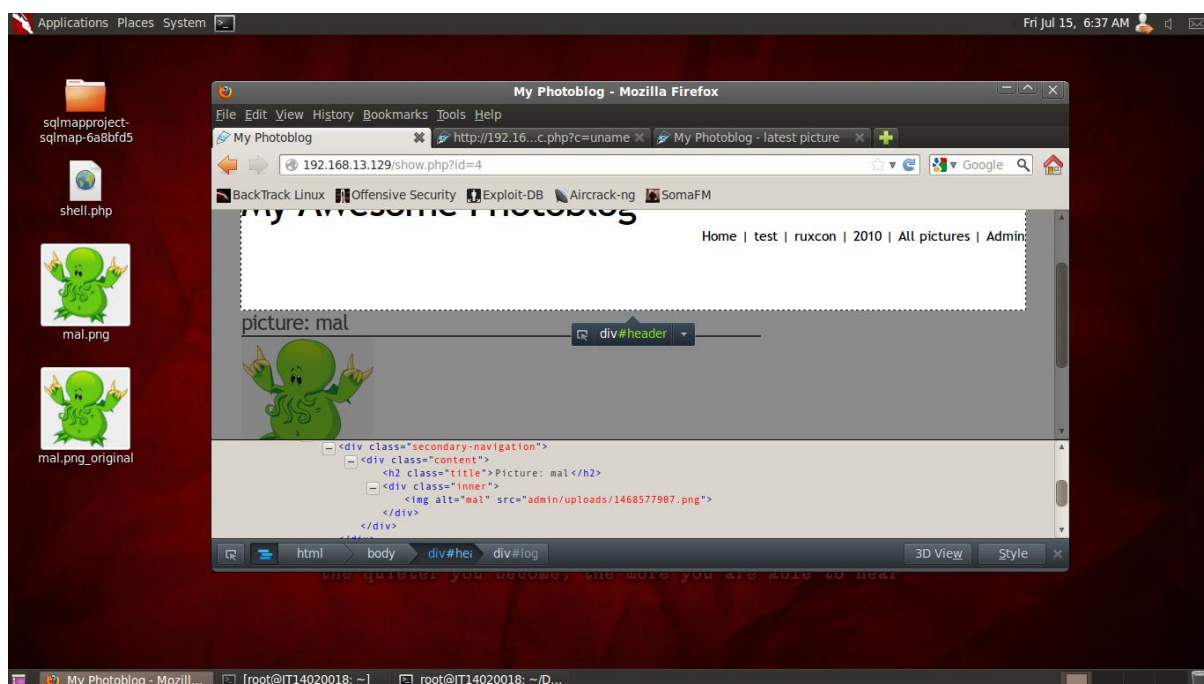 Applications Places System
Fri Jul 15, 6:37 AM
sqlmapproject-
sqlmap-6a8bfd5
shell.php
mal.png
mal.png_original
My Photoblog - Mozilla Firefox
File Edit View History Bookmarks Tools Help
My Photoblog
http://192.16...c.php?c=uname
My Photoblog - latest picture
192.168.13.129/show.php?id=4
Google
BackTrack Linux Offensive Security Exploit-DB Aircrack-ng SomaFM
My Awesome Photoblog
Home | test | ruxcon | 2010 | All pictures | Admin
picture: mal
div#header
<div class="secondary-navigation">
<div class="content">
<h2 class="title">Picture: mal</h2>
<div class="inner">
<img alt="mal" src="admin/uploads/1468577907.png">
</div>
</div>
html body div#hea div#log
3D View Style
the quieter you become, the more you are able to hear
My Photoblog - Mozill... [root@IT14020018: ~] root@IT14020018: ~/D...